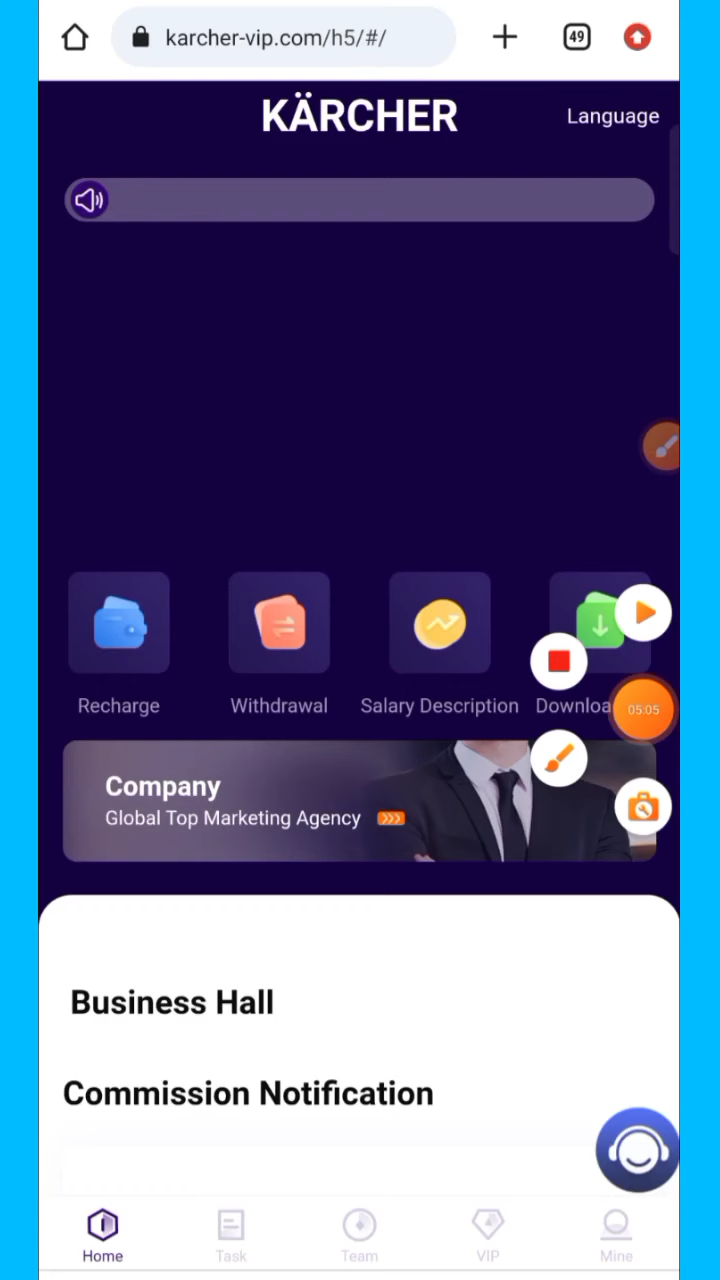 karcher-vip.com/h5/#/
49
KÄRCHER
Language
Recharge
Withdrawal
Salary Description
Downloa
05:05
Company
Global Top Marketing Agency
Business Hall
Commission Notification
Home
Task
Team
VIP
Mine